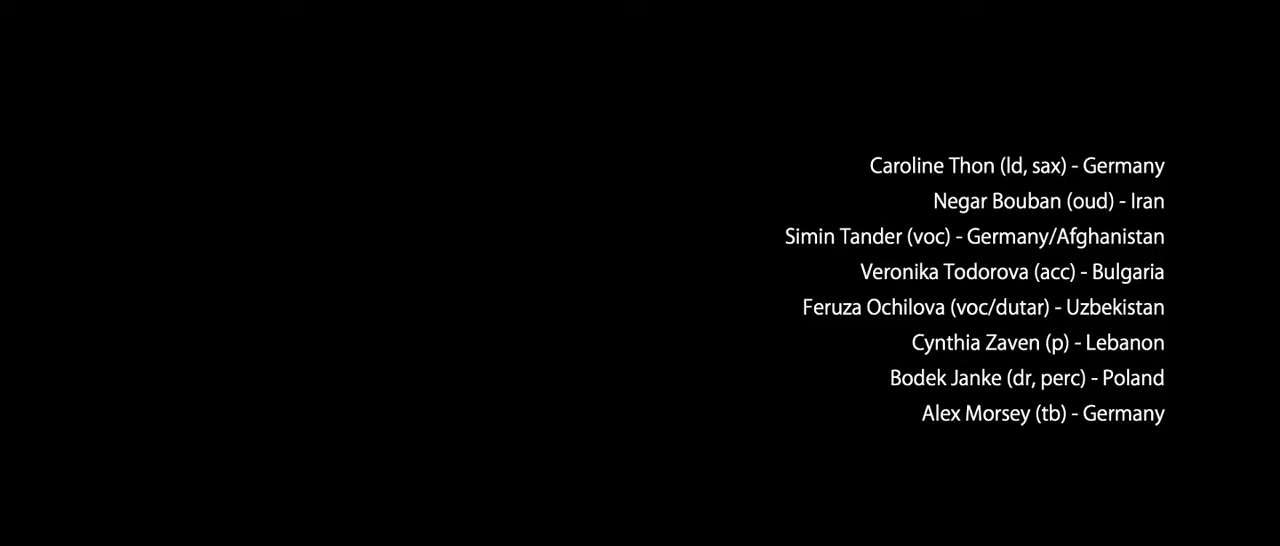 Caroline Thon (ld, sax) - Germany
Negar Bouban (oud) - Iran
Simin Tander (voc) - Germany/Afghanistan
Veronika Todorova (acc) - Bulgaria
Feruza Ochilova (voc/dutar) - Uzbekistan
Cynthia Zaven (p) - Lebanon
Bodek Janke (dr, perc) - Poland
Alex Morsey (tb) - Germany